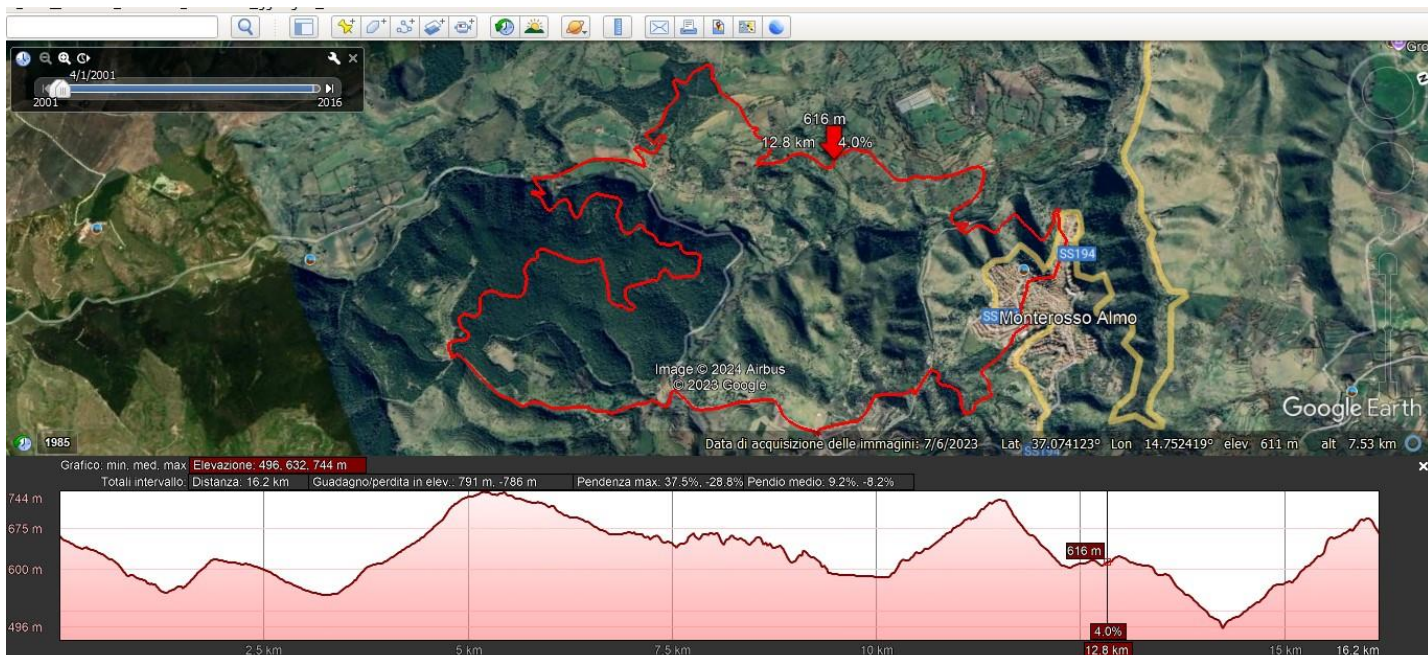 4/1/2001
2001
2016
616 m
12.8 km
4.0%
SS194
Monterosso Almo
Image © 2024 Airbus
© 2023 Google
Google Earth
1985
Data di acquisizione delle immagini: 7/6/2023 Lat 37.074123° Lon 14.752419° elev 611 m alt 7.53 km
Grafico: min. med. max Elevazione: 496, 632, 744 m
Totali intervallo: Distanza: 16.2 km Guadagno/perdita in elev.: 791 m, -786 m Pendenza max: 37.5%, -28.8% Pendio medio: 9.2%, -8.2%
744 m
675 m
600 m
496 m
616 m
4.0%
2.5 km
5 km
7.5 km
10 km
12.8 km
15 km
16.2 km